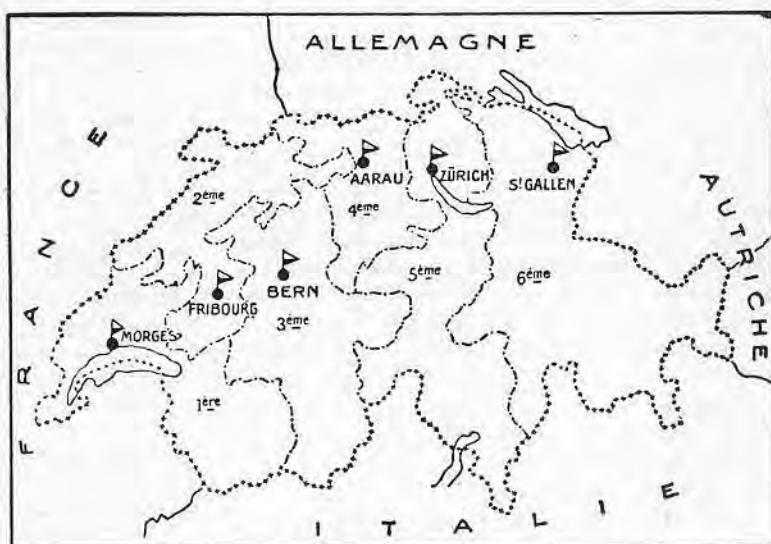 ALLEMAGNE
FRANCE
AUTRICHE
ITALIE
AARAU
ZÜRICH
St GALLEN
2ème
4ème
5ème
6ème
BERN
FRIBOURG
3ème
MORGES
1ère